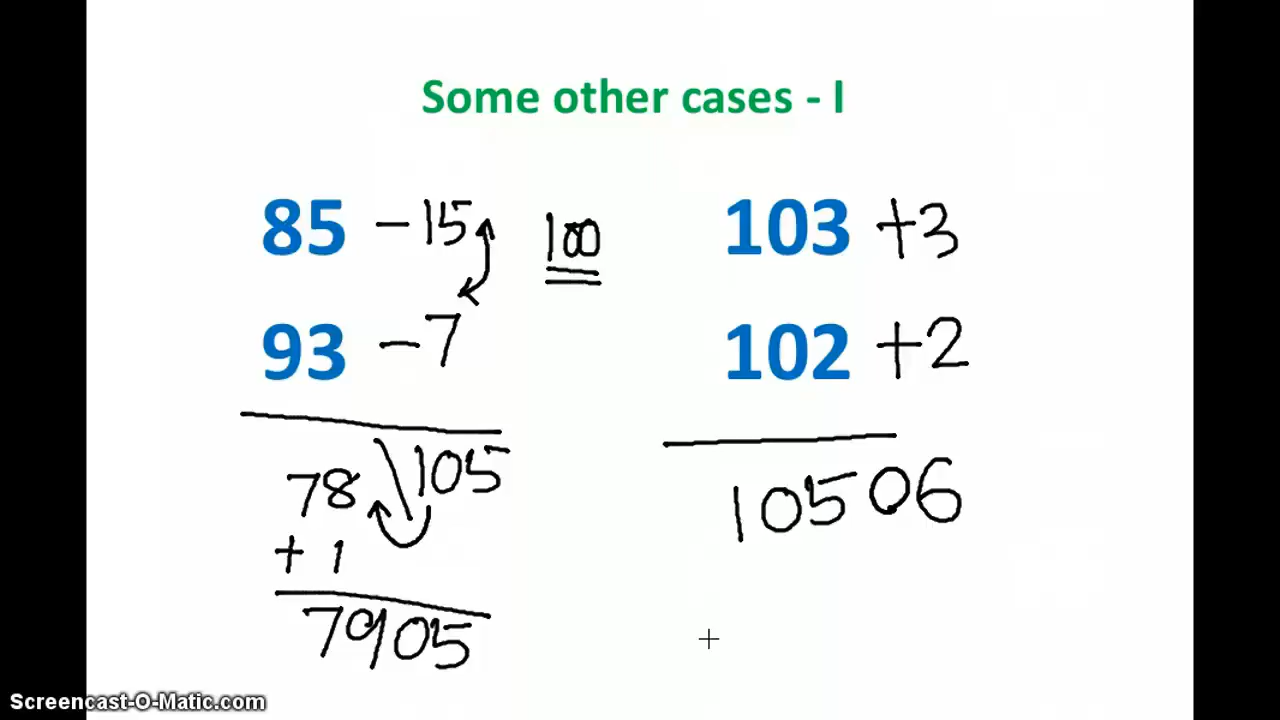 Some other cases - I
85 - 15
100
93 - 7
78 \ 105
+ 1
7905
103 + 3
102 + 2
10506
Screencast-O-Matic.com